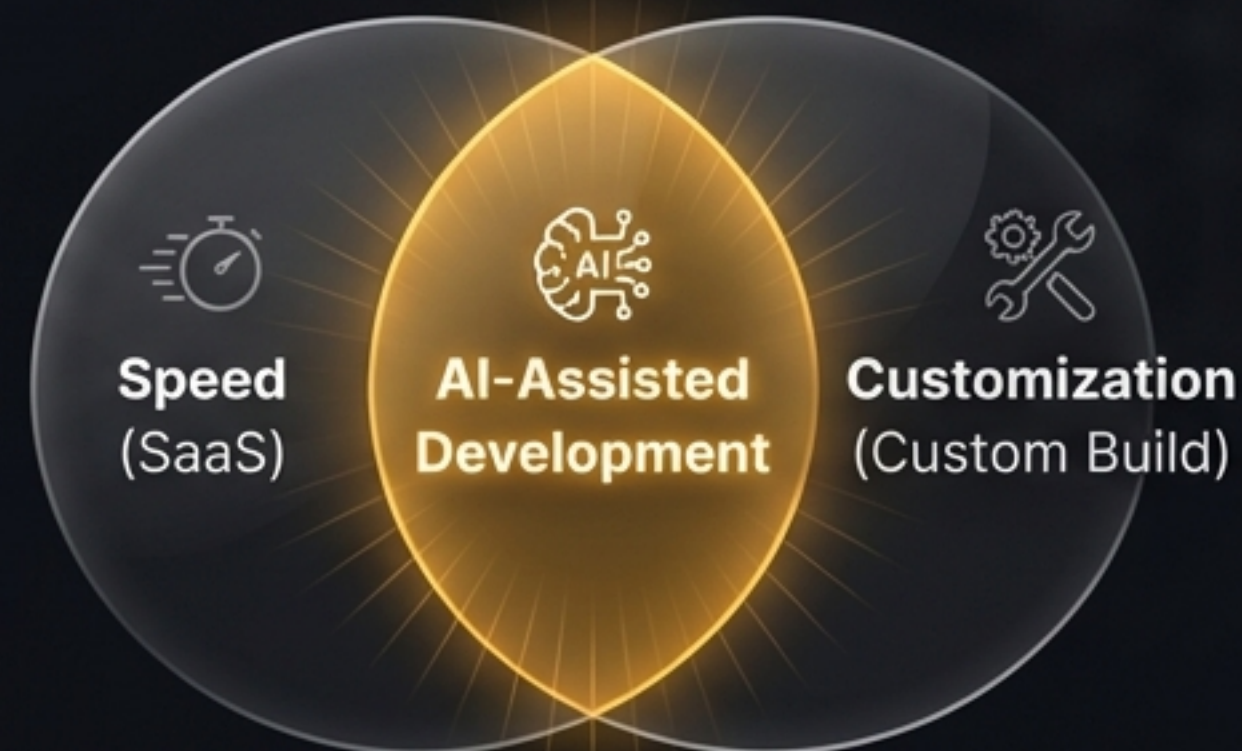 Speed
(SaaS)
AI
AI-Assisted
Development
Customization
(Custom Build)